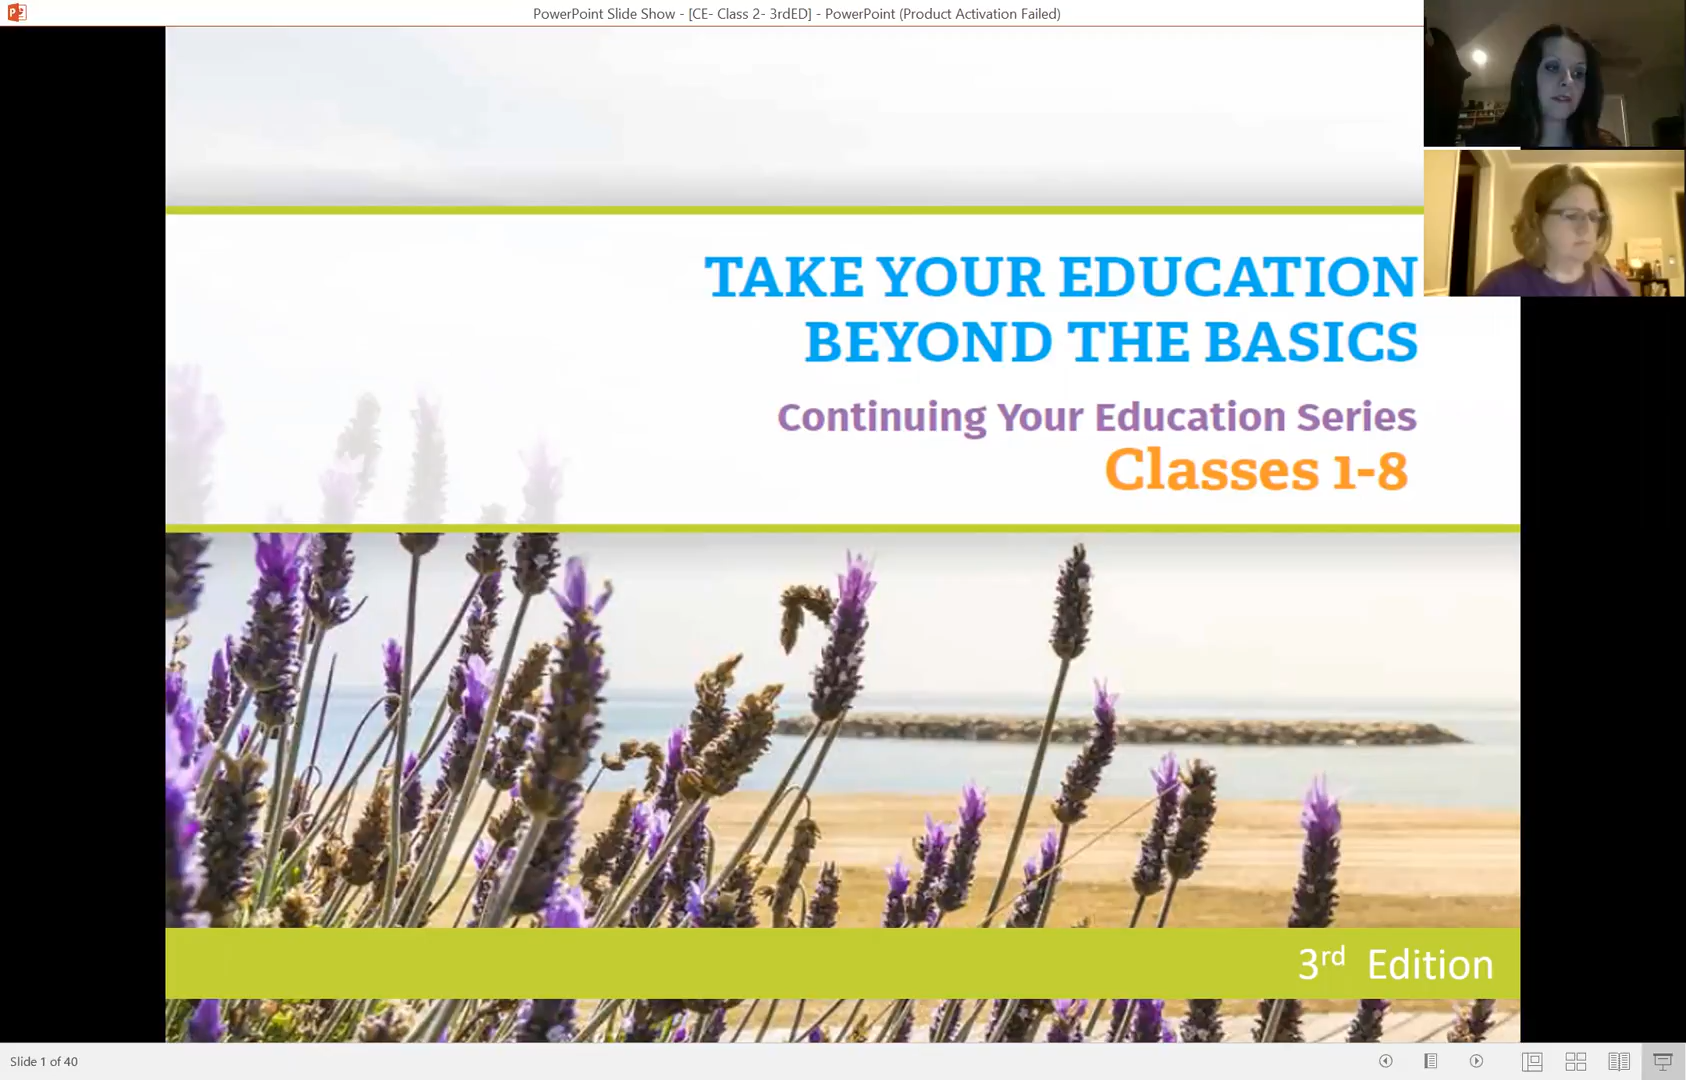 PowerPoint Slide Show - [CE- Class 2- 3rdED] - PowerPoint (Product Activation Failed)
TAKE YOUR EDUCATION
BEYOND THE BASICS
Continuing Your Education Series
Classes 1-8
3rd Edition
Slide 1 of 40